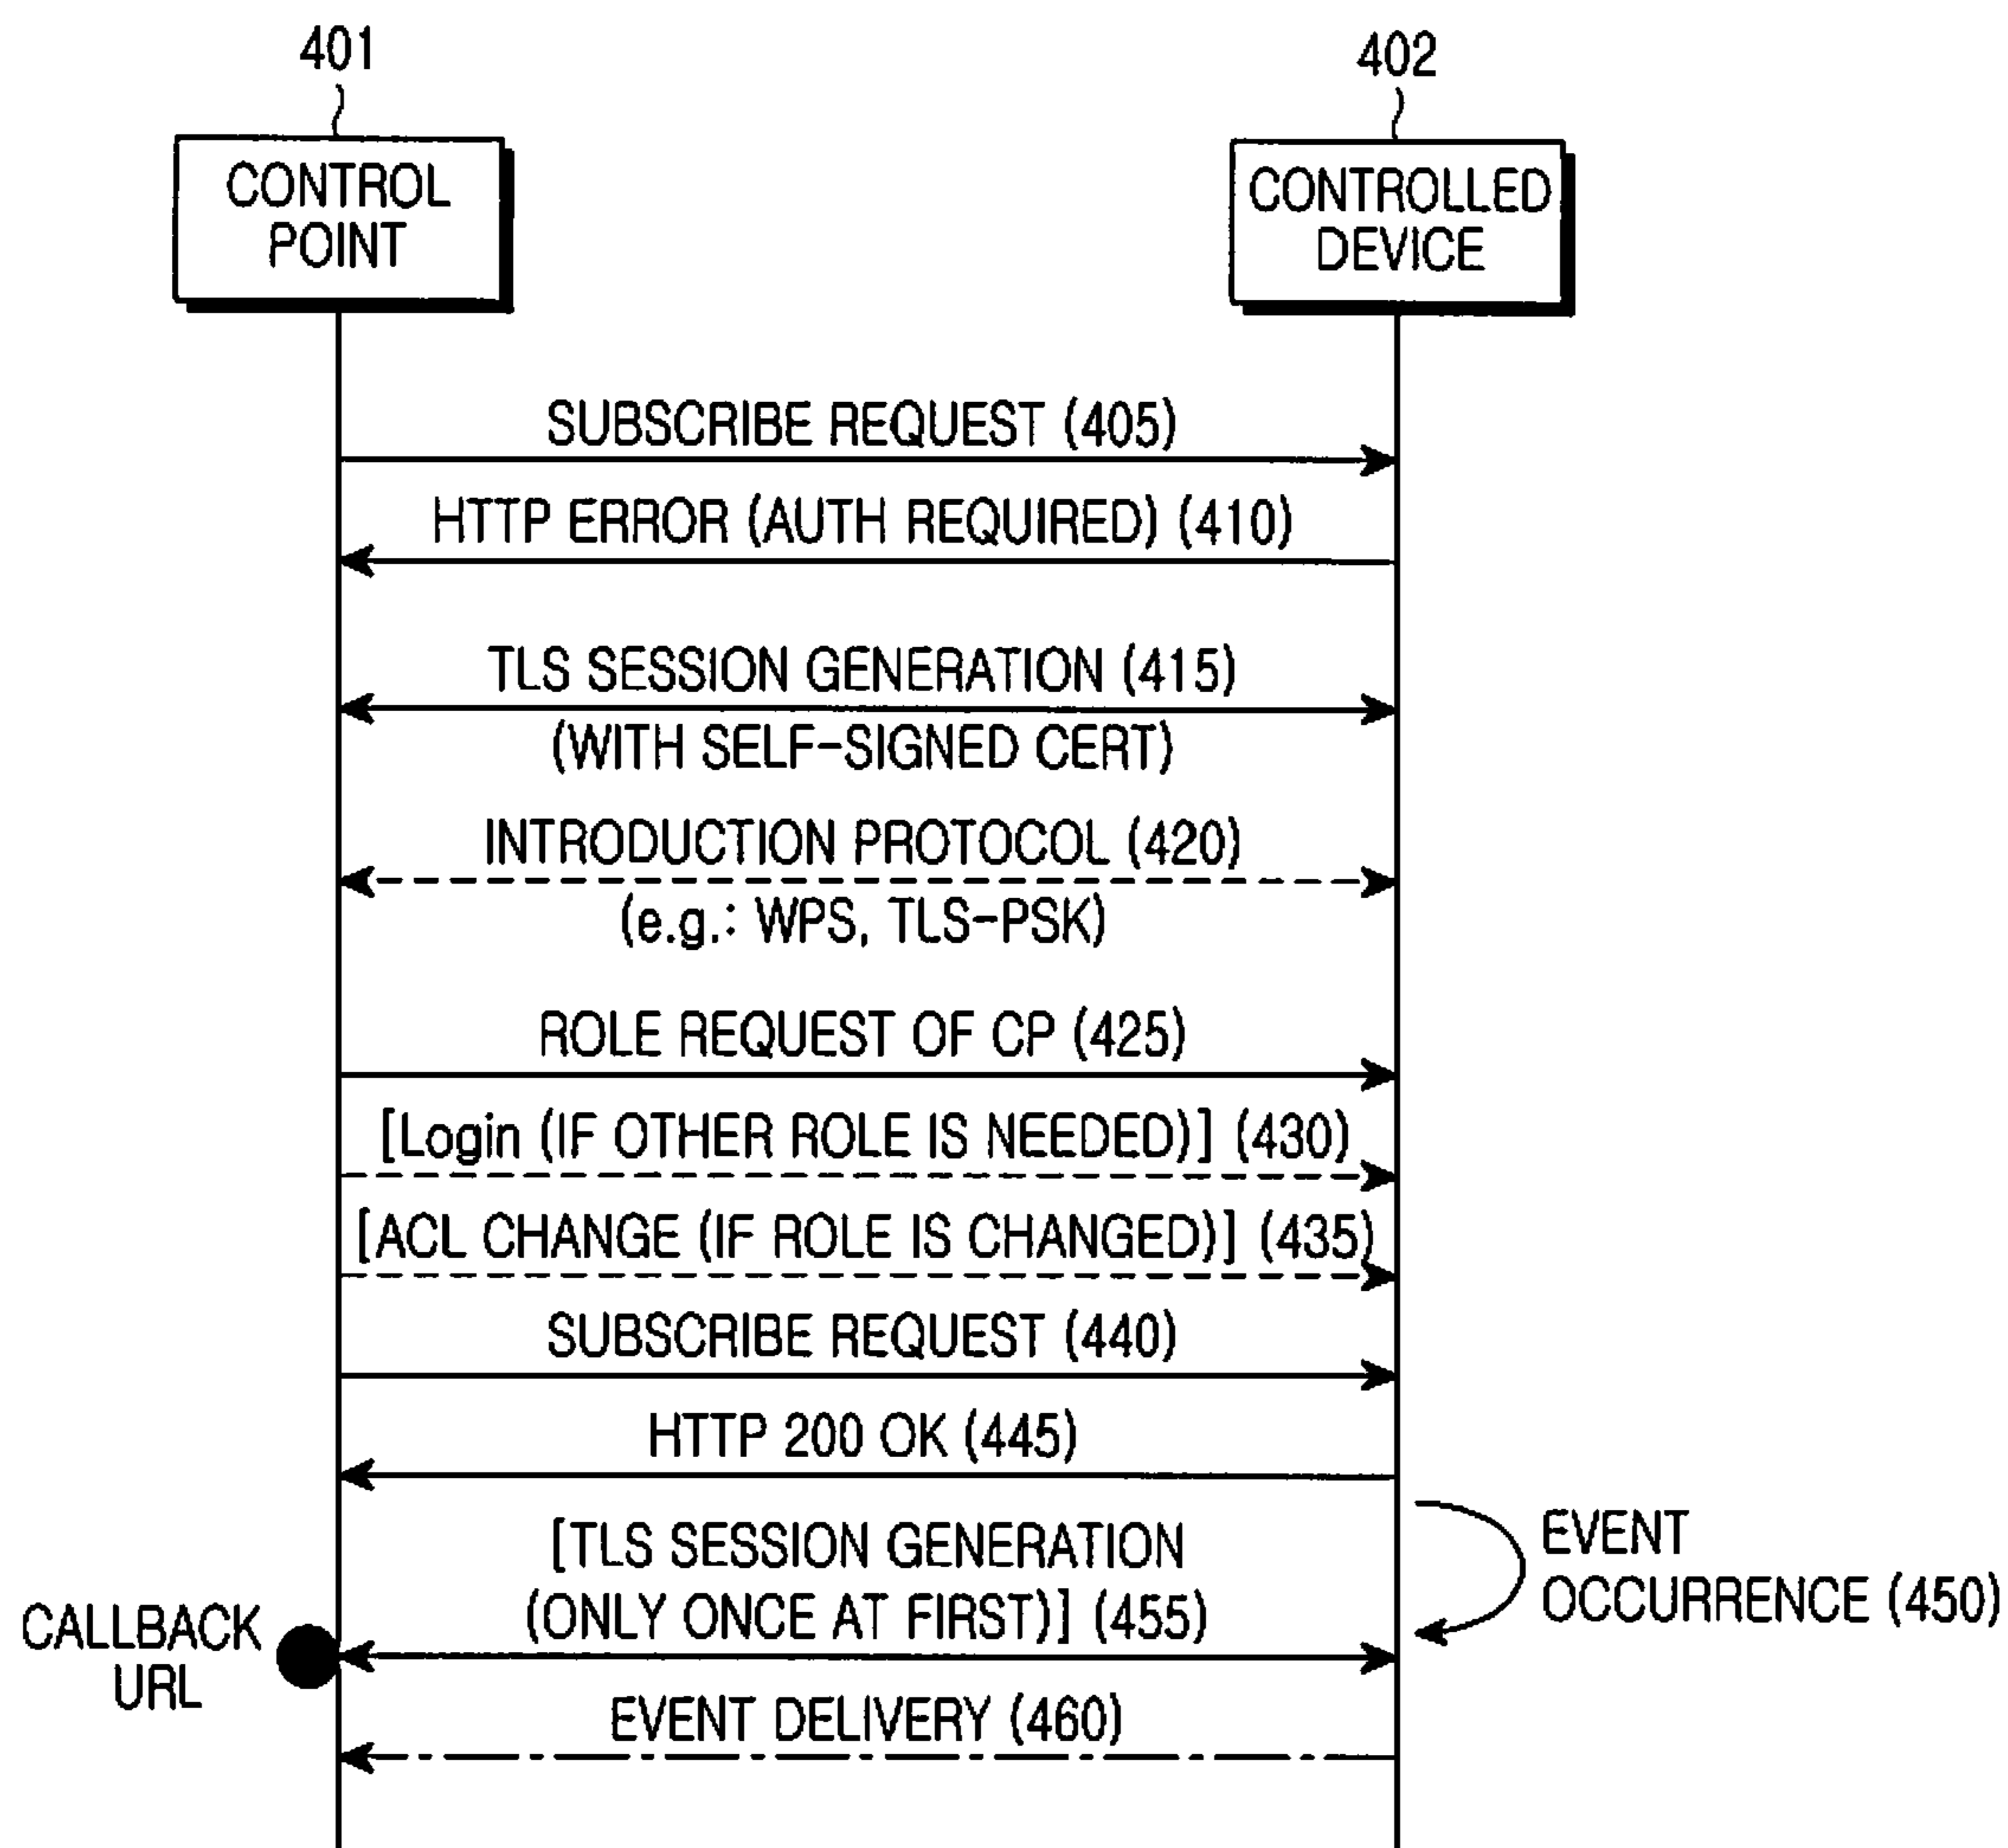 401
402
CONTROL
POINT
CONTROLLED
DEVICE
SUBSCRIBE REQUEST (405)
HTTP ERROR (AUTH REQUIRED) (410)
TLS SESSION GENERATION (415)
(WITH SELF-SIGNED CERT)
INTRODUCTION PROTOCOL (420)
(e.g.: WPS, TLS-PSK)
ROLE REQUEST OF CP (425)
[Login (IF OTHER ROLE IS NEEDED)] (430)
[ACL CHANGE (IF ROLE IS CHANGED)] (435)
SUBSCRIBE REQUEST (440)
HTTP 200 OK (445)
EVENT
OCCURRENCE (450)
[TLS SESSION GENERATION
(ONLY ONCE AT FIRST)] (455)
CALLBACK
URL
EVENT DELIVERY (460)